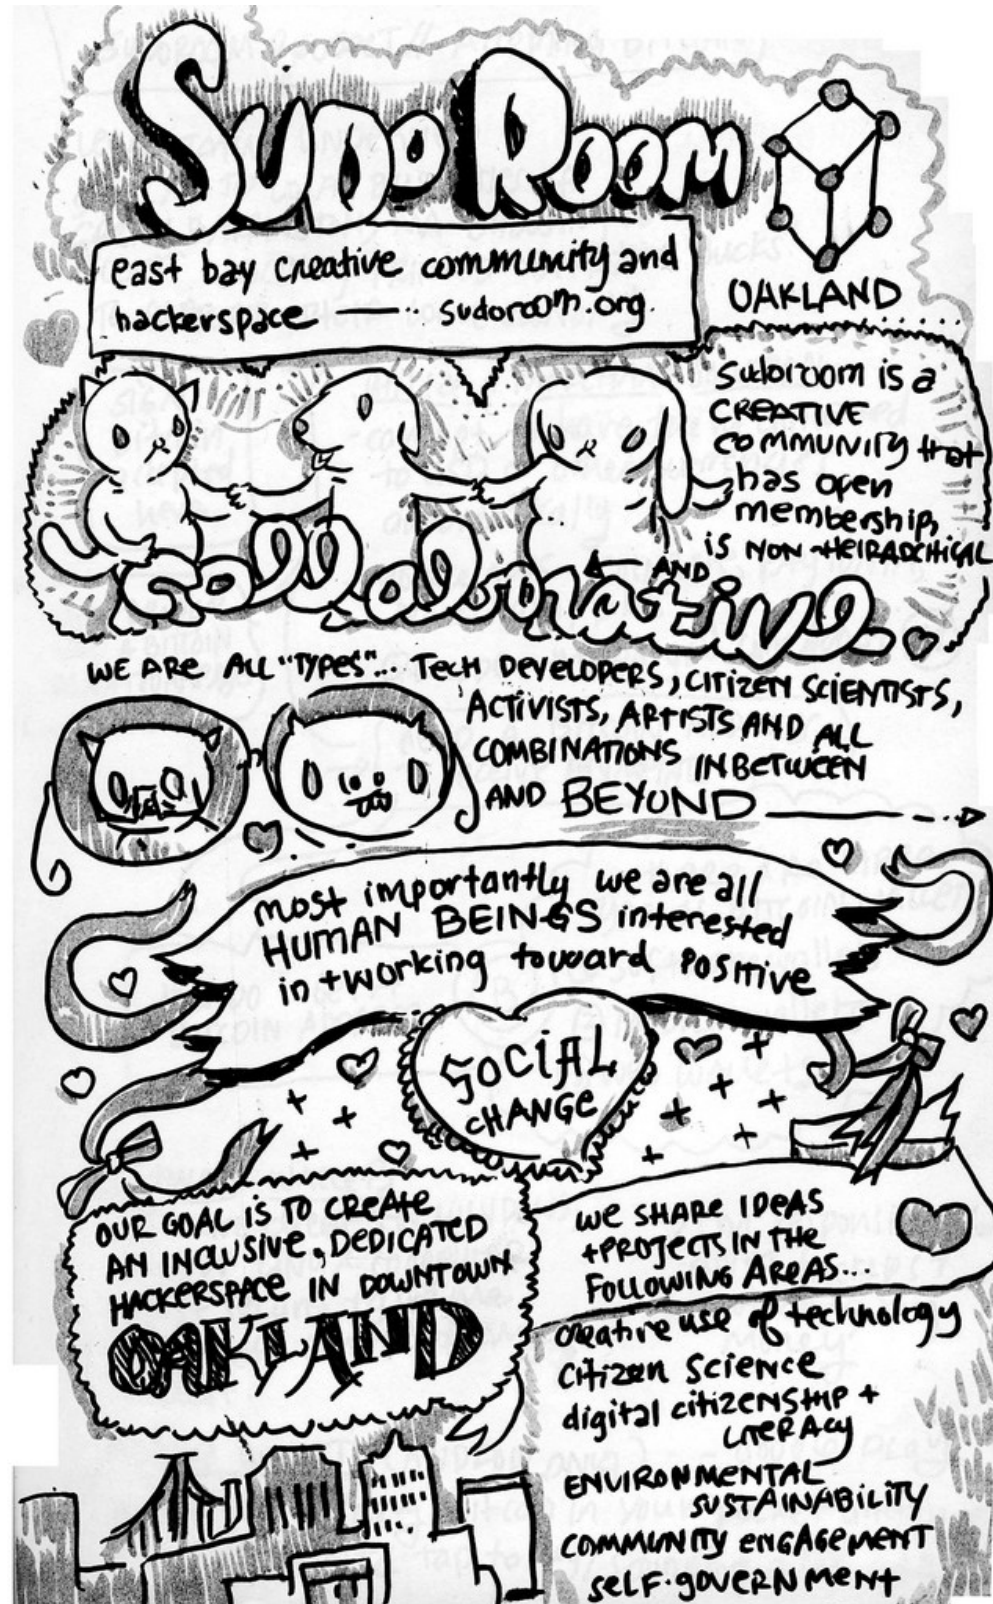 SUDO ROOM
east bay creative community and
hackerspace —·· sudoroom.org.
OAKLAND
Sudoroom is a
CREATIVE
COMMUNITY that
has open
membership,
is NON-HEIRADCHICAL
AND
Collaborative
WE ARE ALL "TYPES"... TECH DEVELOPERS, CITIZEN SCIENTISTS,
ACTIVISTS, ARTISTS AND ALL
COMBINATIONS INBETWEEN
AND BEYOND
most importantly we are all
HUMAN BEINGS interested
in + working toward POSITIVE
SOCIAL
CHANGE
OUR GOAL IS TO CREATE
AN INCLUSIVE, DEDICATED
HACKERSPACE IN DOWNTOWN
OAKLAND
WE SHARE IDEAS
+ PROJECTS IN THE
FOLLOWING AREAS...
creative use of technology
Citizen Science
digital citizenship +
LITERACY
ENVIRONMENTAL
SUSTAINABILITY
COMMUNITY ENGAGEMENT
SELF-GOVERNMENT